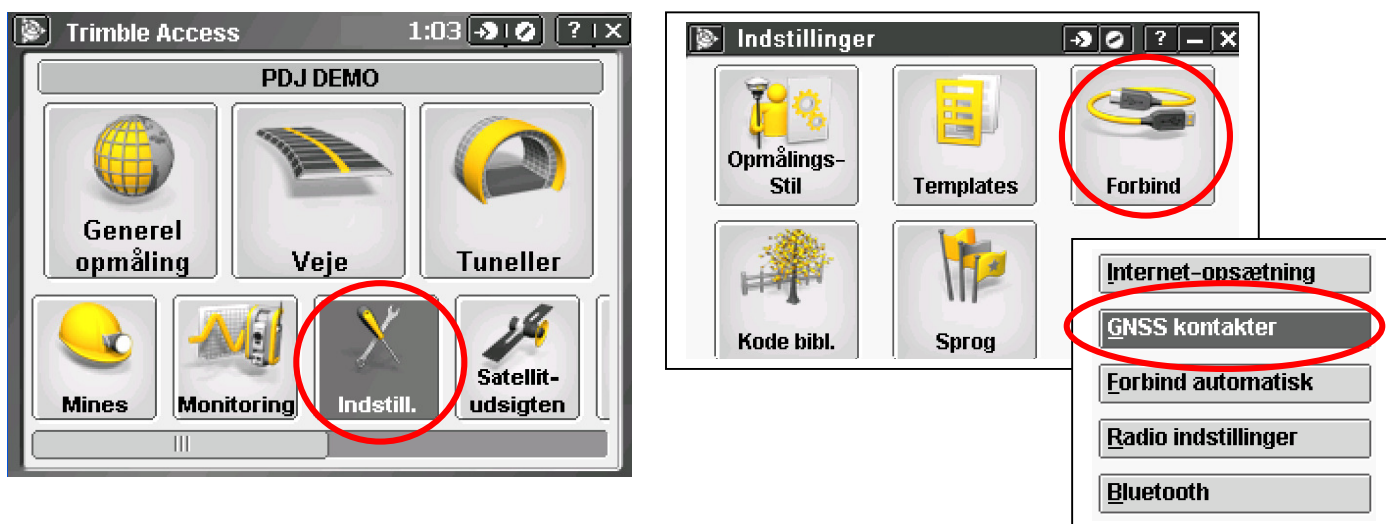 Trimble Access
1:03
?
X
PDJ DEMO
Generel
opmåling
Veje
Tuneller
Mines
Monitoring
Indstill.
Satellit-
udsigten
Indstillinger
?
Opmålings-
Stil
Templates
Forbind
Kode bibl.
Sprog
Internet-opsætning
GNSS kontakter
Forbind automatisk
Radio indstillinger
Bluetooth